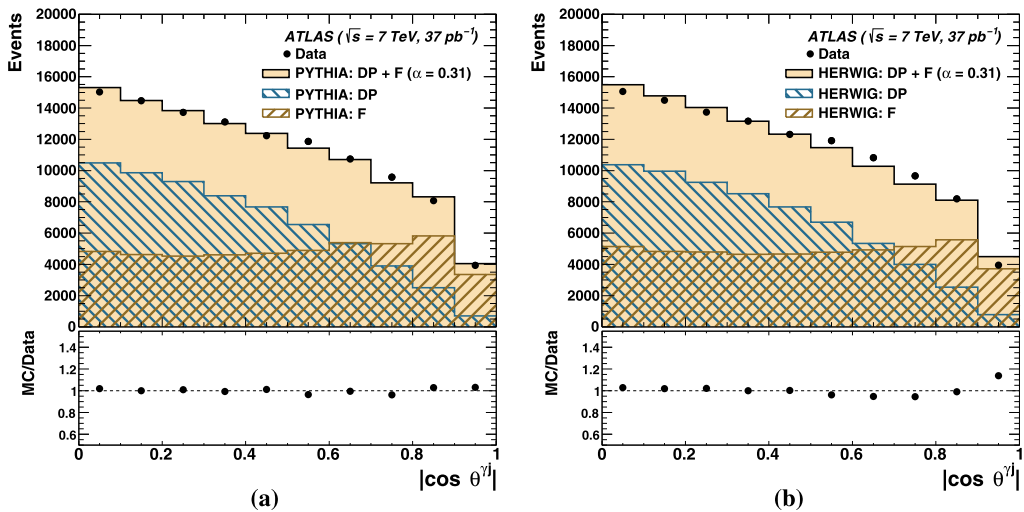 Events
20000
18000
16000
14000
12000
10000
8000
6000
4000
2000
0
ATLAS (√s = 7 TeV, 37 pb⁻¹)
Data
PYTHIA: DP + F (α = 0.31)
PYTHIA: DP
PYTHIA: F
MC/Data
1.4
1.2
1
0.8
0.6
0 0.2 0.4 0.6 0.8 1
|cos θ^γj|
(a)
Events
20000
18000
16000
14000
12000
10000
8000
6000
4000
2000
0
ATLAS (√s = 7 TeV, 37 pb⁻¹)
Data
HERWIG: DP + F (α = 0.31)
HERWIG: DP
HERWIG: F
MC/Data
1.4
1.2
1
0.8
0.6
0 0.2 0.4 0.6 0.8 1
|cos θ^γj|
(b)